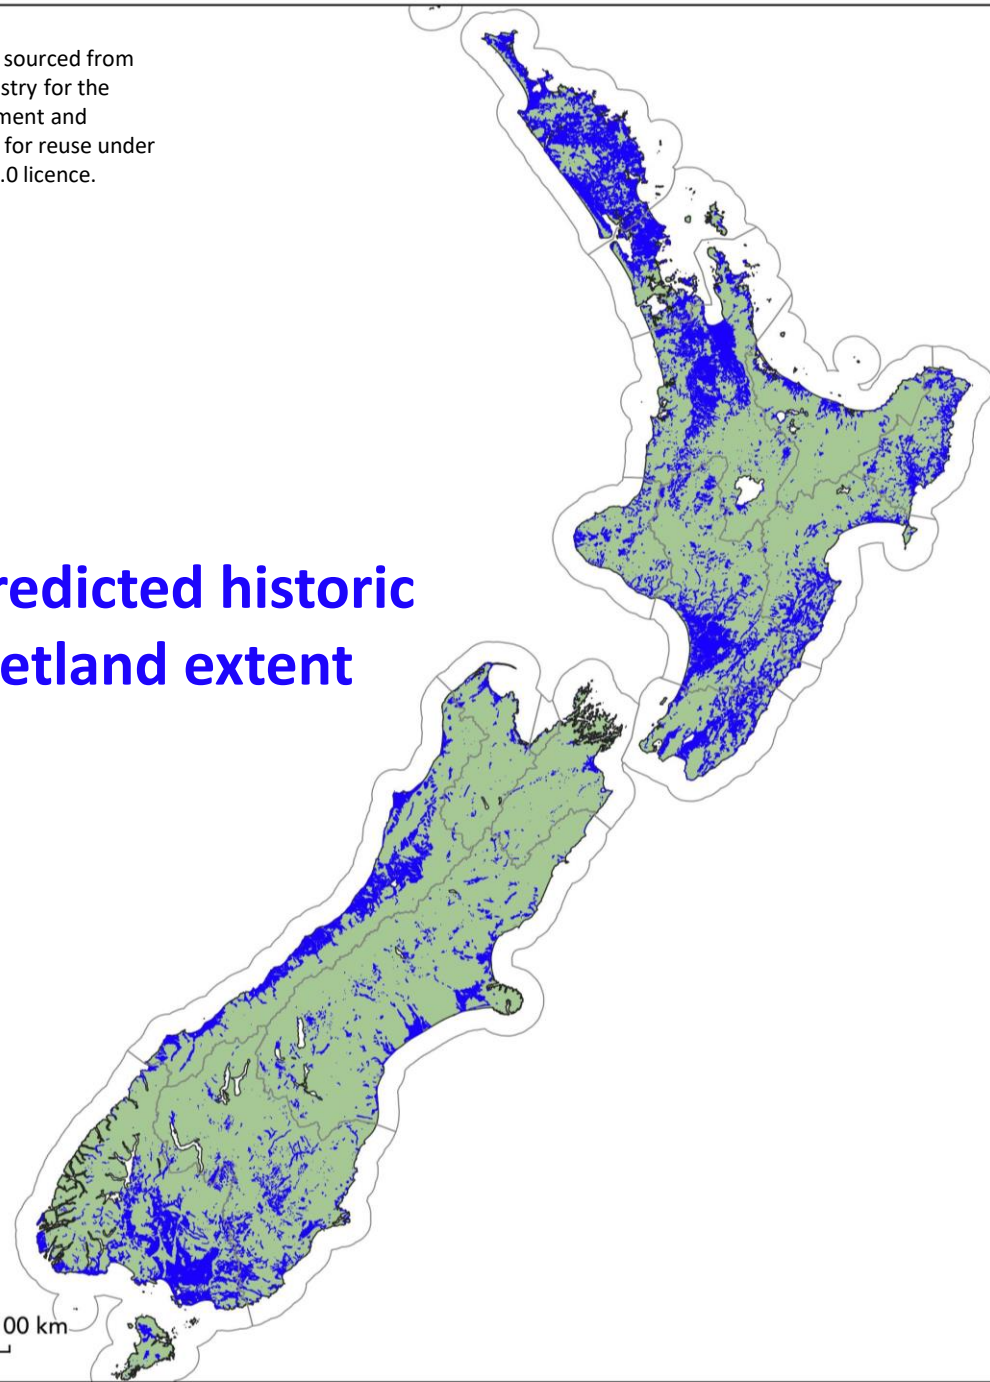 sourced from
stry for the
ment and
for reuse under
.0 licence.
redicted historic
etland extent
00 km